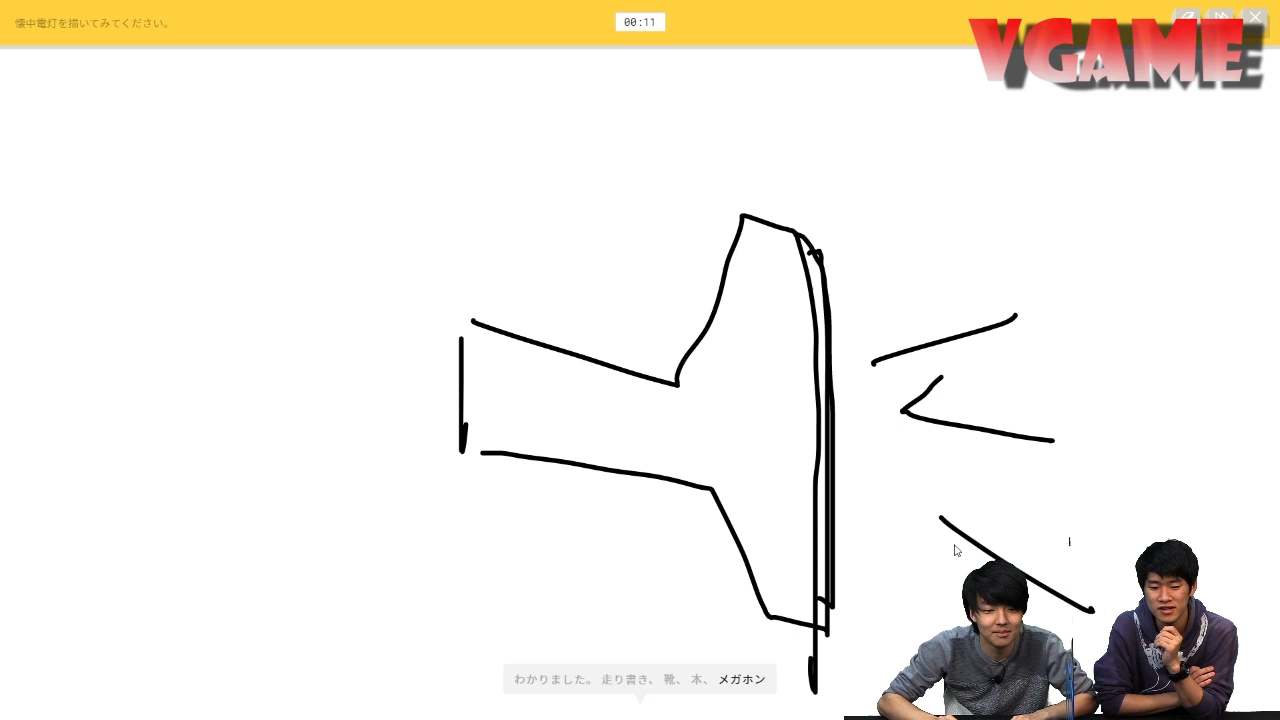 懐中電灯を描いてみてください。
00:11
VGAME
わかりました。 走り書き、 靴、 本、 メガホン